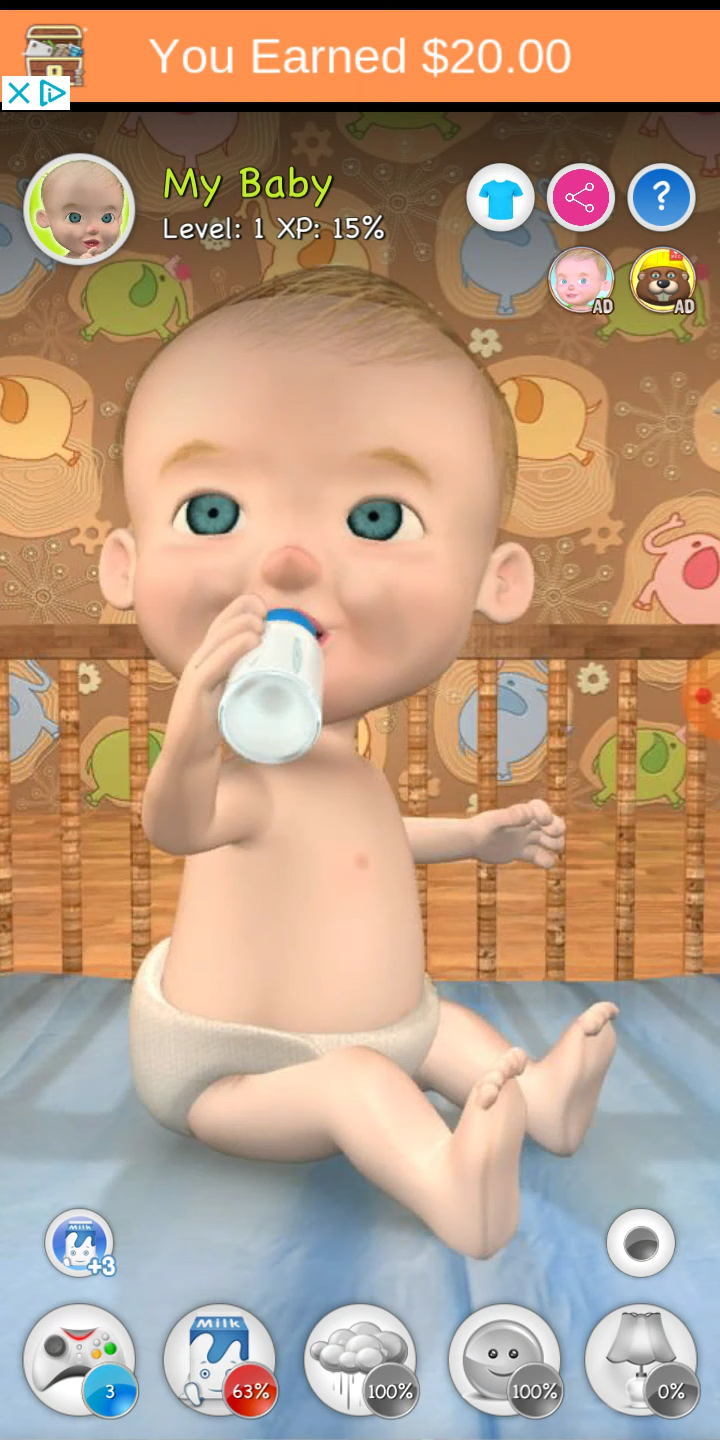 You Earned $20.00
My Baby
Level: 1 XP: 15%
?
AD
AD
Milk
+3
Milk
3
63%
100%
100%
0%